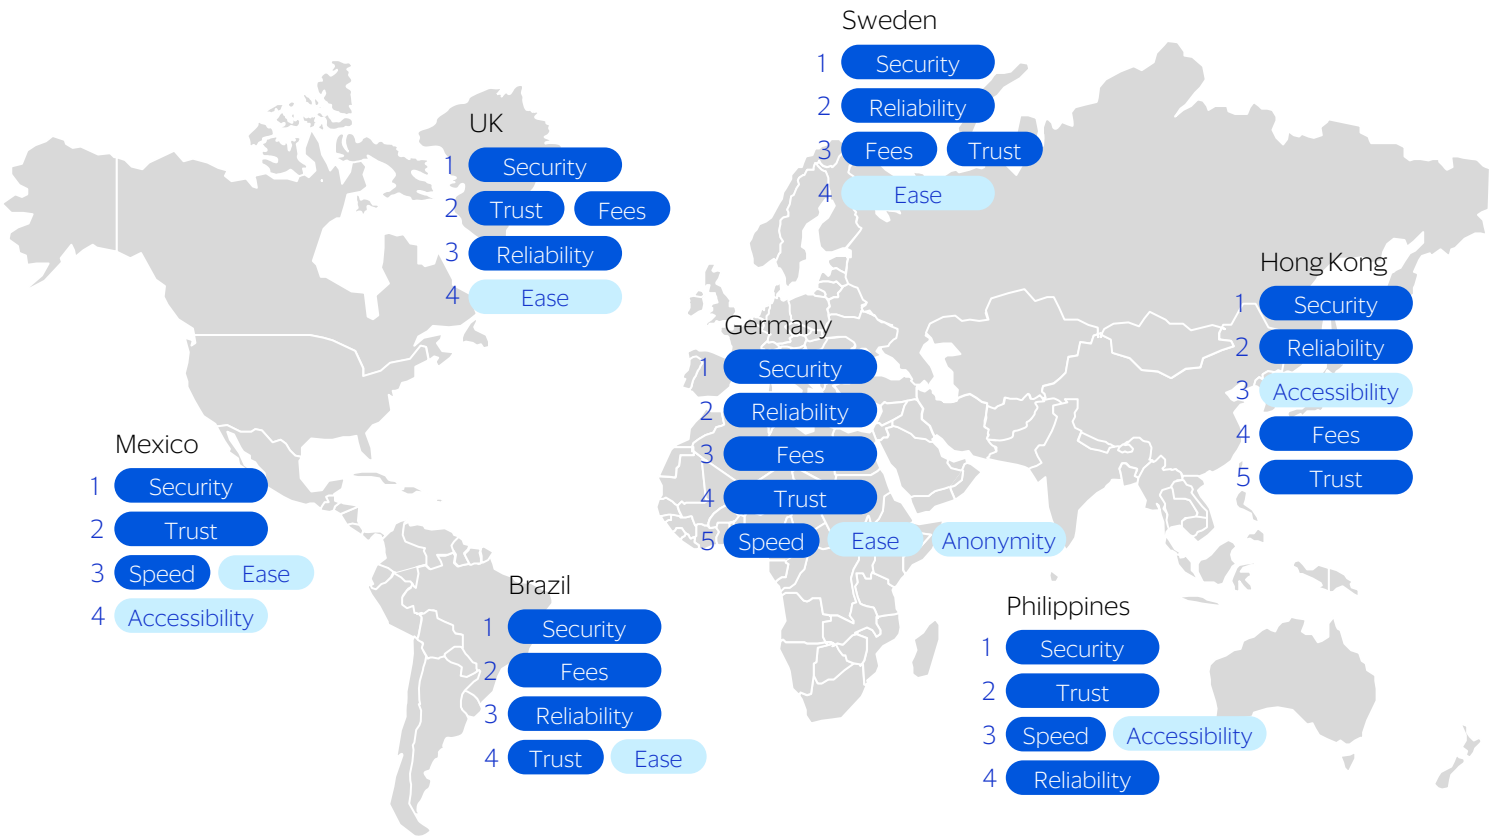 Sweden
1 Security
2 Reliability
3 Fees Trust
4 Ease
UK
1 Security
2 Trust Fees
3 Reliability
4 Ease
Hong Kong
1 Security
2 Reliability
3 Accessibility
4 Fees
5 Trust
Germany
1 Security
2 Reliability
3 Fees
4 Trust
5 Speed Ease Anonymity
Mexico
1 Security
2 Trust
3 Speed Ease
4 Accessibility
Brazil
1 Security
2 Fees
3 Reliability
4 Trust Ease
Philippines
1 Security
2 Trust
3 Speed Accessibility
4 Reliability